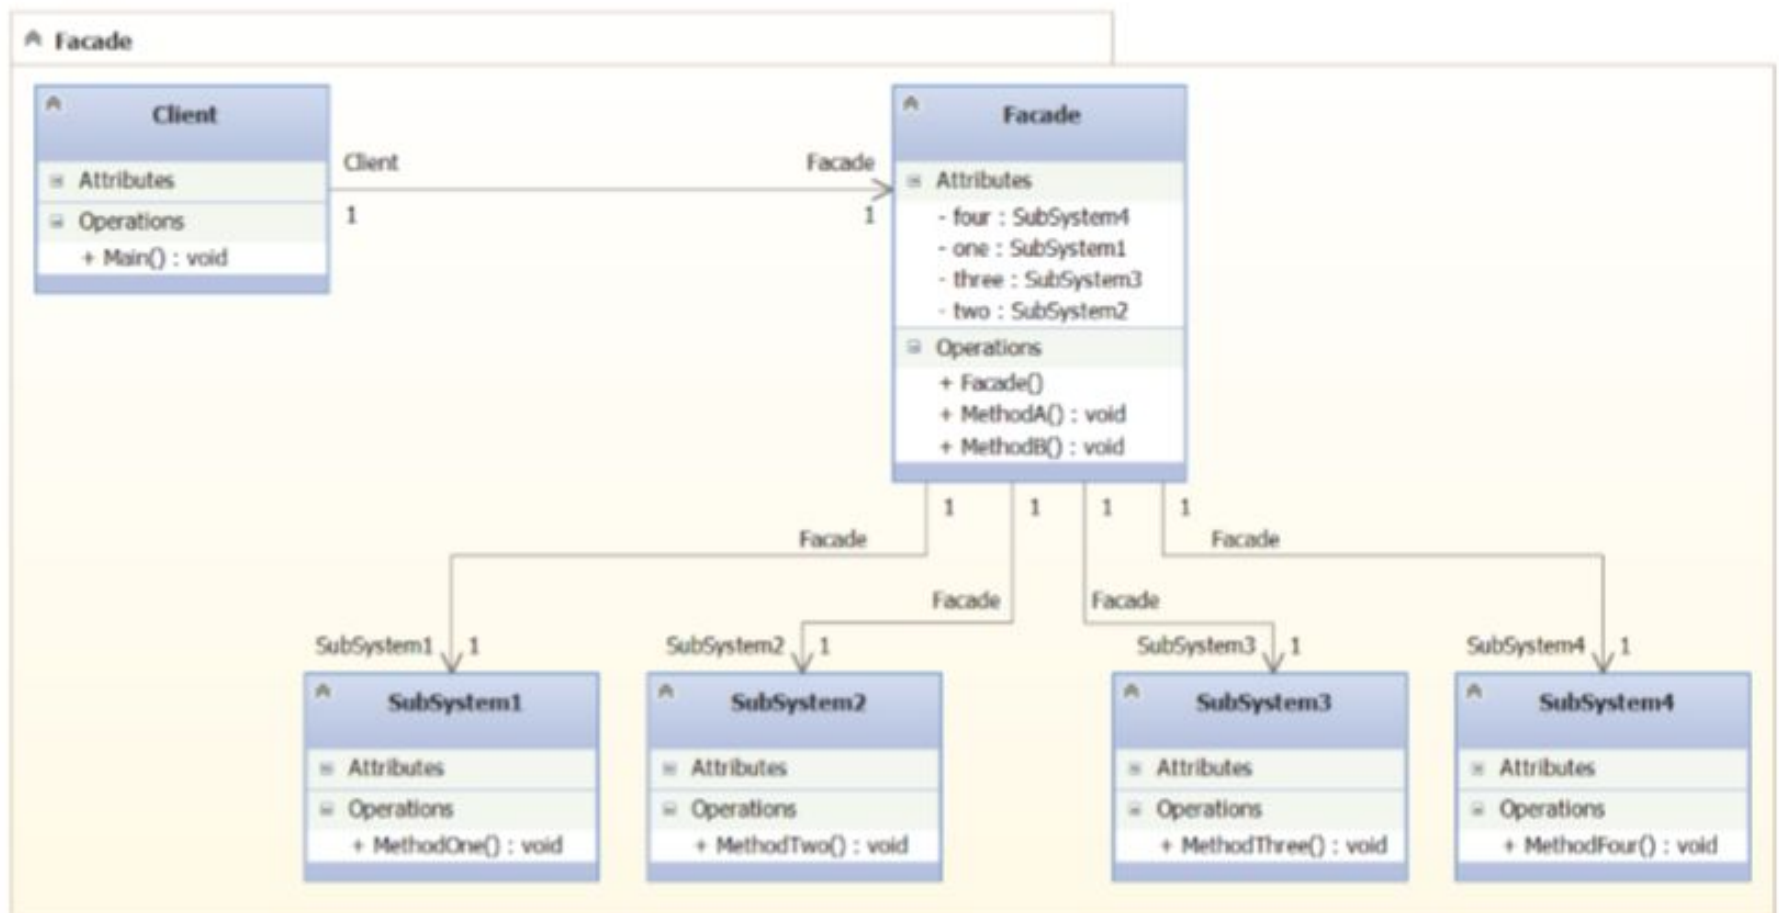 Facade
Client
Attributes
Operations
+ Main() : void
Client
Facade
1
1
Facade
Attributes
- four : SubSystem4
- one : SubSystem1
- three : SubSystem3
- two : SubSystem2
Operations
+ Facade()
+ MethodA() : void
+ MethodB() : void
1
1
1
1
Facade
Facade
Facade
Facade
SubSystem1
1
SubSystem2
1
SubSystem3
1
SubSystem4
1
SubSystem1
Attributes
Operations
+ MethodOne() : void
SubSystem2
Attributes
Operations
+ MethodTwo() : void
SubSystem3
Attributes
Operations
+ MethodThree() : void
SubSystem4
Attributes
Operations
+ MethodFour() : void